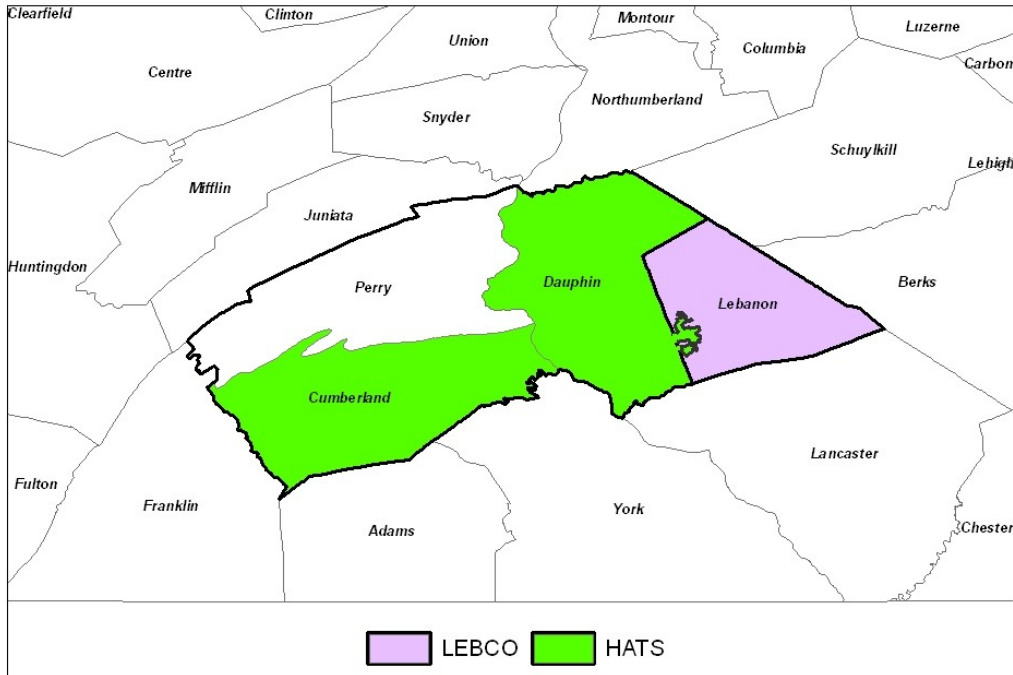 Clearfield
Clinton
Montour
Luzerne
Union
Columbia
Centre
Carbon
Northumberland
Snyder
Schuylkill
Lehigh
Mifflin
Juniata
Huntingdon
Perry
Dauphin
Berks
Lebanon
Cumberland
Lancaster
Fulton
Franklin
York
Adams
Chester
LEBCO
HATS